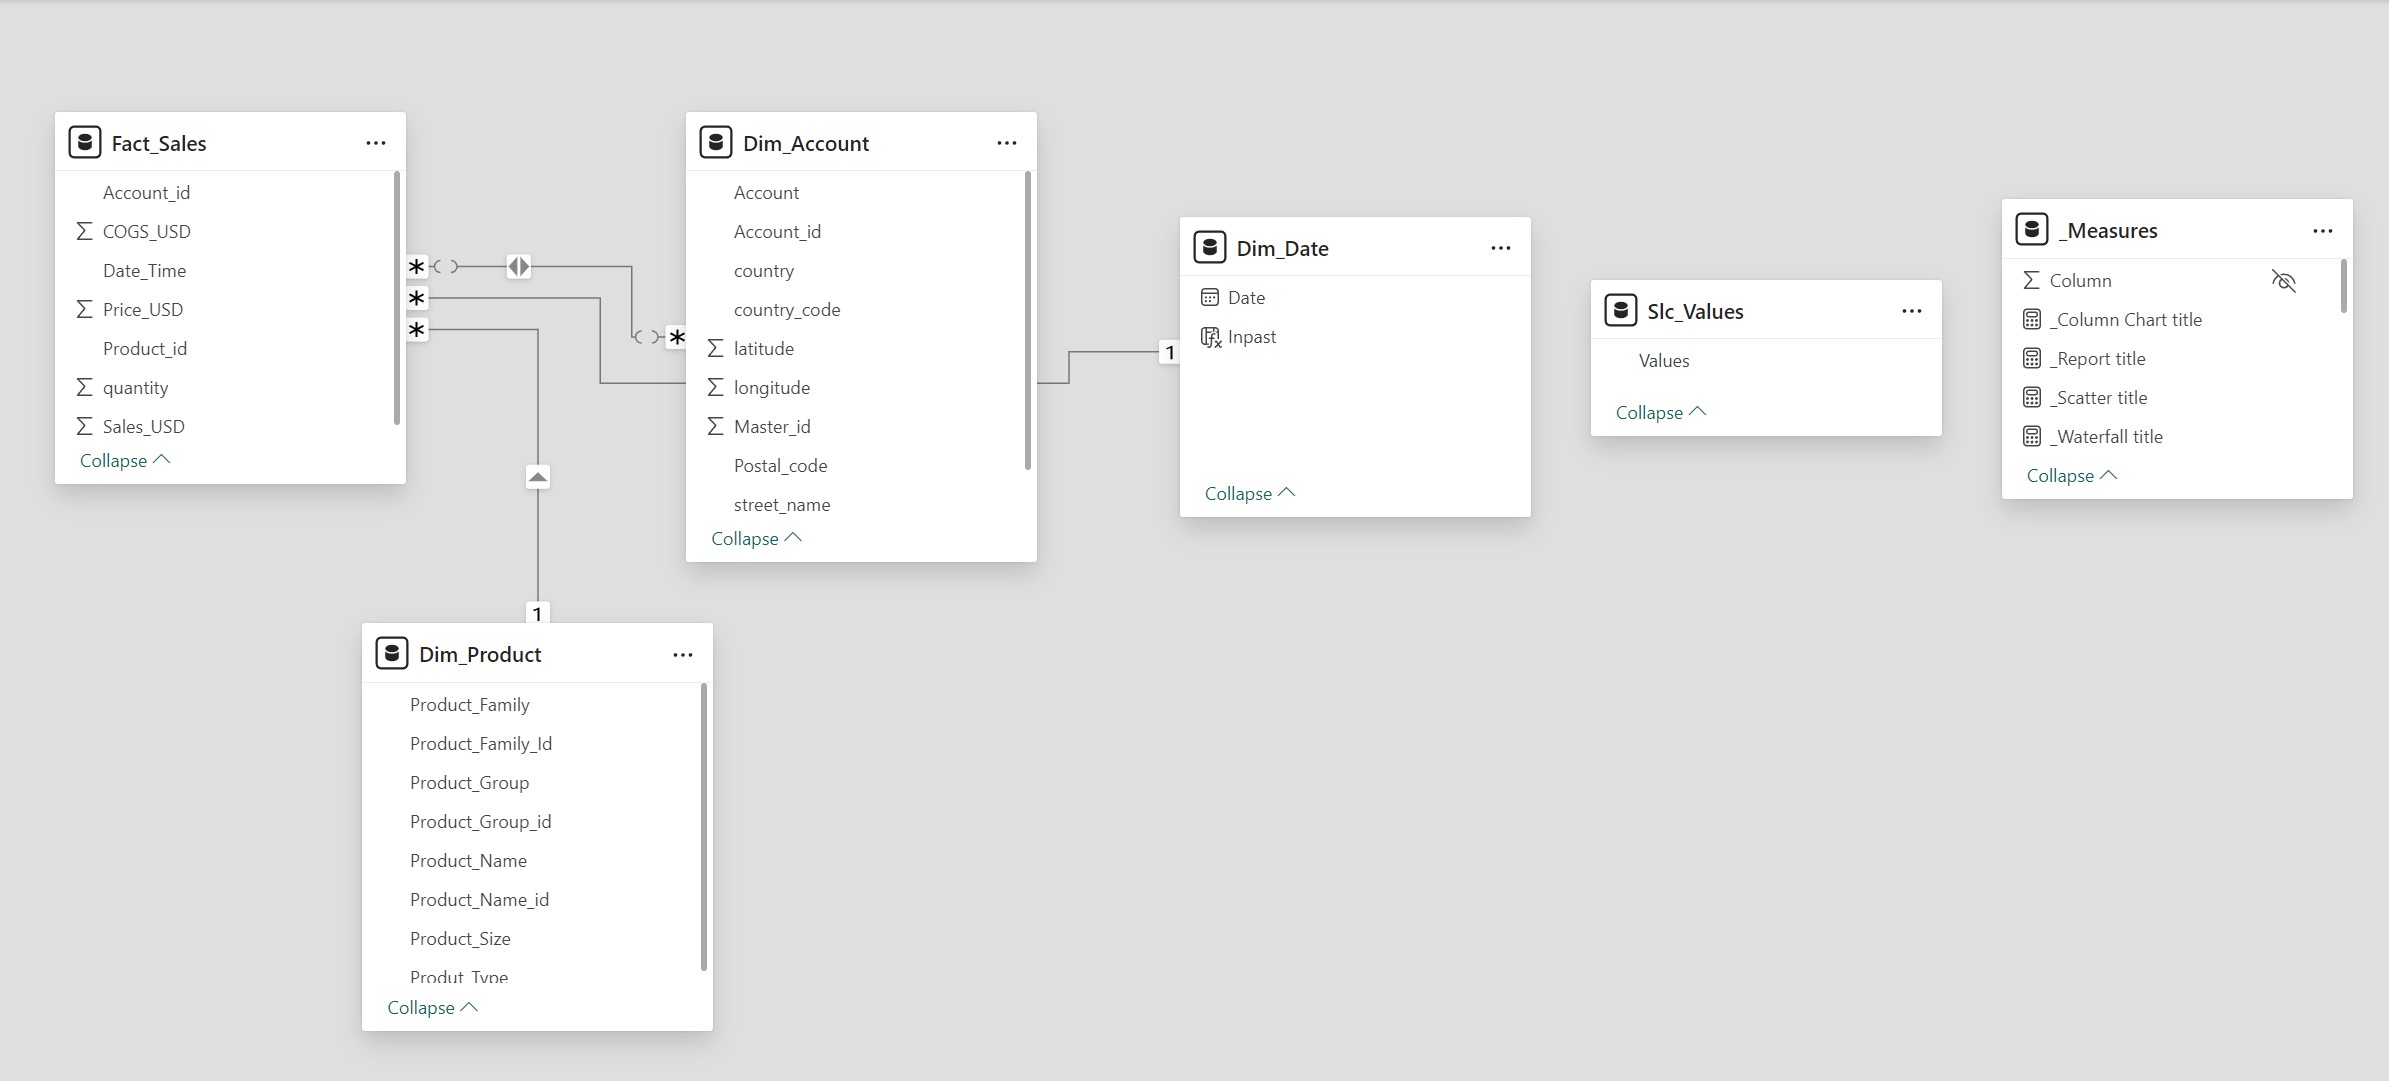 Fact_Sales
Account_id
COGS_USD
Date_Time
Price_USD
Product_id
quantity
Sales_USD
Collapse
*
*
*
Dim_Account
Account
Account_id
country
country_code
latitude
longitude
Master_id
Postal_code
street_name
Collapse
*
1
Dim_Date
Date
Inpast
Collapse
Slc_Values
Values
Collapse
_Measures
Column
_Column Chart title
_Report title
_Scatter title
_Waterfall title
Collapse
1
Dim_Product
Product_Family
Product_Family_Id
Product_Group
Product_Group_id
Product_Name
Product_Name_id
Product_Size
Produt_Type
Collapse